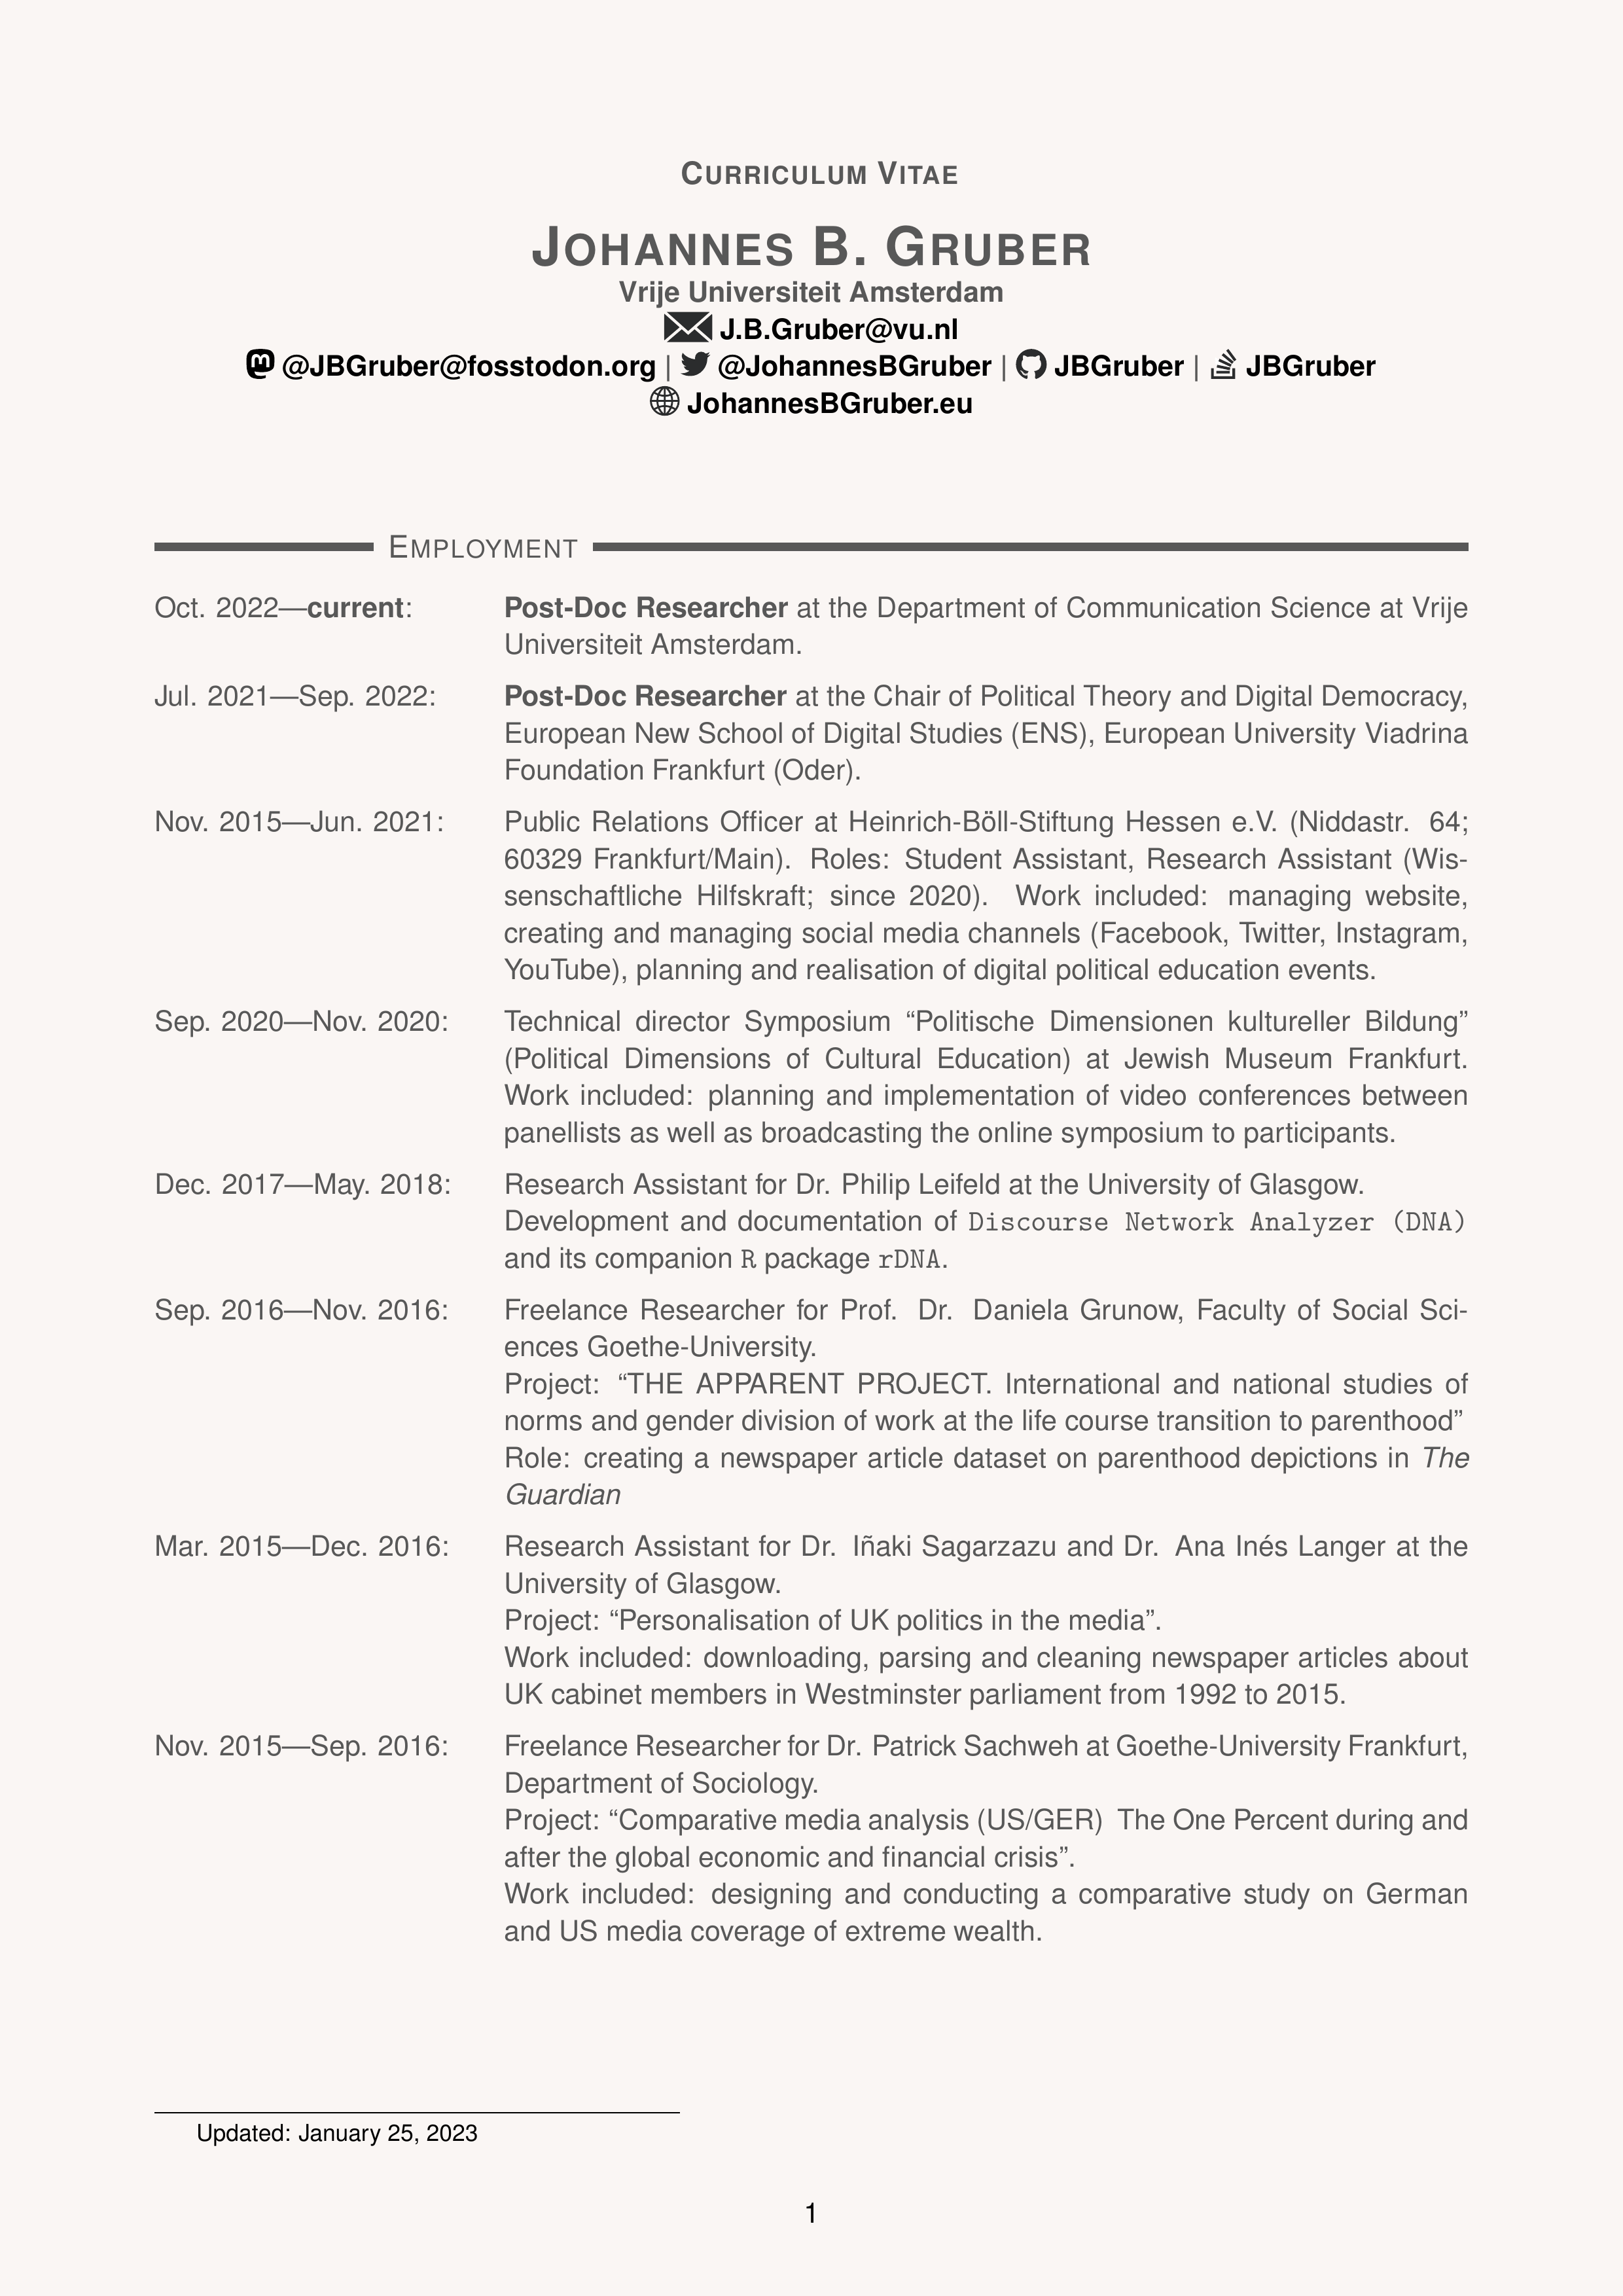 Curriculum Vitae
Johannes B. Gruber
Vrije Universiteit Amsterdam
J.B.Gruber@vu.nl
@JBGruber@fosstodon.org | @JohannesBGruber | JBGruber | JBGruber
JohannesBGruber.eu
Employment
Oct. 2022—current: Post-Doc Researcher at the Department of Communication Science at Vrije
Universiteit Amsterdam.
Jul. 2021—Sep. 2022: Post-Doc Researcher at the Chair of Political Theory and Digital Democracy,
European New School of Digital Studies (ENS), European University Viadrina
Foundation Frankfurt (Oder).
Nov. 2015—Jun. 2021: Public Relations Officer at Heinrich-Böll-Stiftung Hessen e.V. (Niddastr. 64;
60329 Frankfurt/Main). Roles: Student Assistant, Research Assistant (Wis-
senschaftliche Hilfskraft; since 2020). Work included: managing website,
creating and managing social media channels (Facebook, Twitter, Instagram,
YouTube), planning and realisation of digital political education events.
Sep. 2020—Nov. 2020: Technical director Symposium “Politische Dimensionen kultureller Bildung”
(Political Dimensions of Cultural Education) at Jewish Museum Frankfurt.
Work included: planning and implementation of video conferences between
panellists as well as broadcasting the online symposium to participants.
Dec. 2017—May. 2018: Research Assistant for Dr. Philip Leifeld at the University of Glasgow.
Development and documentation of Discourse Network Analyzer (DNA)
and its companion R package rDNA.
Sep. 2016—Nov. 2016: Freelance Researcher for Prof. Dr. Daniela Grunow, Faculty of Social Sci-
ences Goethe-University.
Project: “THE APPARENT PROJECT. International and national studies of
norms and gender division of work at the life course transition to parenthood”
Role: creating a newspaper article dataset on parenthood depictions in The
Guardian
Mar. 2015—Dec. 2016: Research Assistant for Dr. Iñaki Sagarzazu and Dr. Ana Inés Langer at the
University of Glasgow.
Project: “Personalisation of UK politics in the media”.
Work included: downloading, parsing and cleaning newspaper articles about
UK cabinet members in Westminster parliament from 1992 to 2015.
Nov. 2015—Sep. 2016: Freelance Researcher for Dr. Patrick Sachweh at Goethe-University Frankfurt,
Department of Sociology.
Project: “Comparative media analysis (US/GER) The One Percent during and
after the global economic and financial crisis”.
Work included: designing and conducting a comparative study on German
and US media coverage of extreme wealth.
Updated: January 25, 2023
1